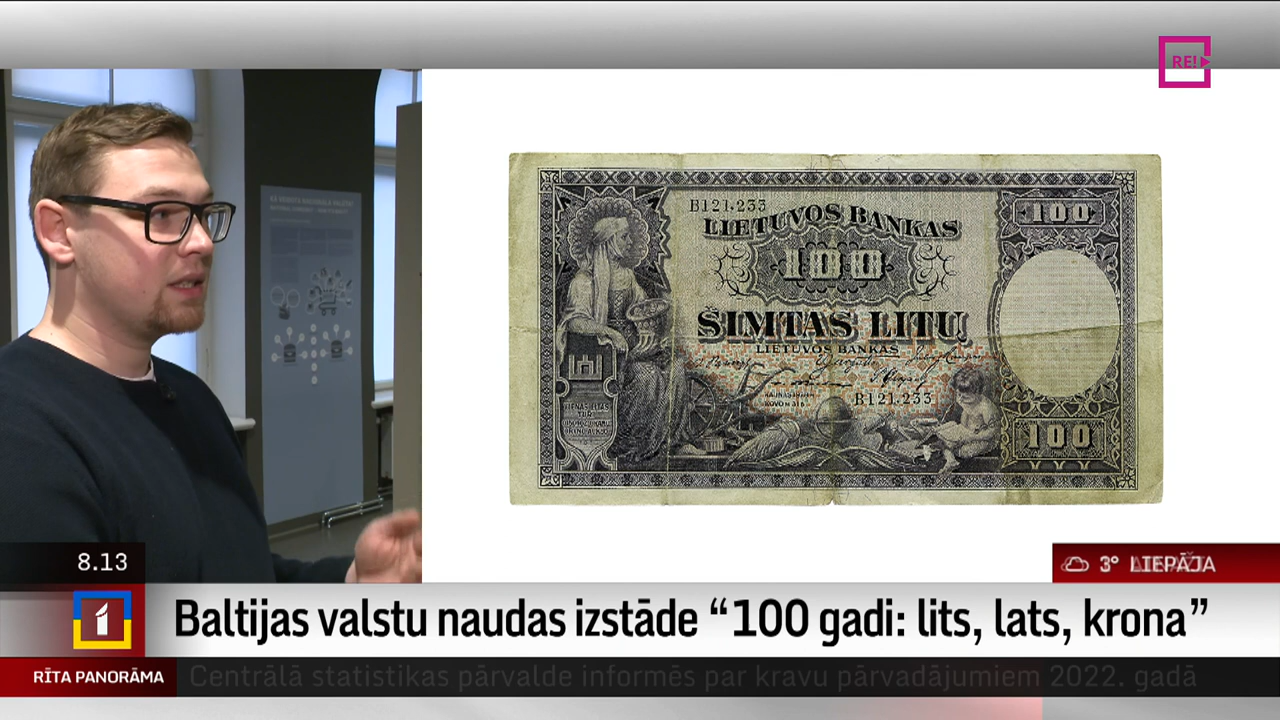 RE!
B121,233
LIETUVOS BANKAS
100
100
ŠIMTAS LITŲ
LIETUVOS BANKAS
B121,233
100
8.13
3° LIEPĀJA
1
Baltijas valstu naudas izstāde “100 gadi: lits, lats, krona”
RĪTA PANORĀMA
Centrālā statistikas pārvalde informēs par kravu pārvadājumiem 2022. gadā